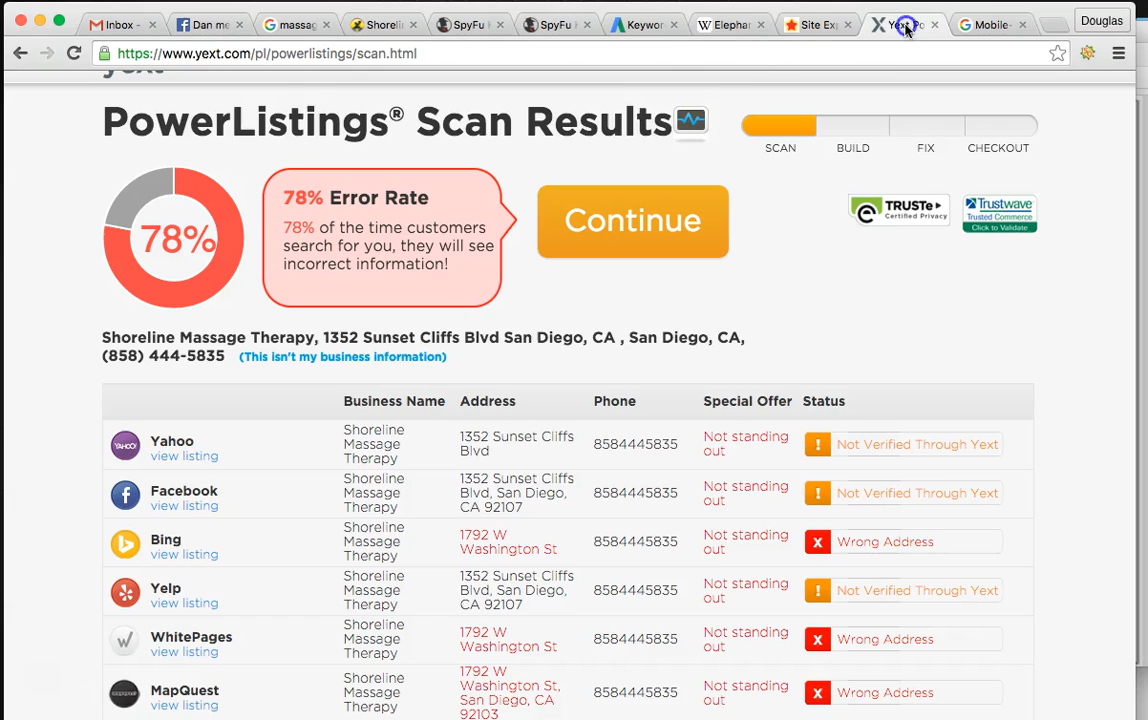 Inbox -
Dan me
massag
Shoreli
SpyFu
SpyFu K
Keywor
Elephar
Site Exp
Yext Po
Mobile-
Douglas
https://www.yext.com/pl/powerlistings/scan.html
PowerListings® Scan Results
SCAN BUILD FIX CHECKOUT
78%
78% Error Rate
78% of the time customers
search for you, they will see
incorrect information!
Continue
TRUSTe
Certified Privacy
Trustwave
Trusted Commerce
Click to Validate
Shoreline Massage Therapy, 1352 Sunset Cliffs Blvd San Diego, CA , San Diego, CA,
(858) 444-5835 (This isn't my business information)
Business Name Address Phone Special Offer Status
YAHOO!
Yahoo
view listing
Shoreline
Massage
Therapy
1352 Sunset Cliffs
Blvd
8584445835
Not standing
out
! Not Verified Through Yext
Facebook
view listing
Shoreline
Massage
Therapy
1352 Sunset Cliffs
Blvd, San Diego,
CA 92107
8584445835
Not standing
out
! Not Verified Through Yext
Bing
view listing
Shoreline
Massage
Therapy
1792 W
Washington St
8584445835
Not standing
out
x Wrong Address
Yelp
view listing
Shoreline
Massage
Therapy
1352 Sunset Cliffs
Blvd, San Diego,
CA 92107
8584445835
Not standing
out
! Not Verified Through Yext
WhitePages
view listing
Shoreline
Massage
Therapy
1792 W
Washington St
8584445835
Not standing
out
x Wrong Address
MapQuest
view listing
Shoreline
Massage
Therapy
1792 W
Washington St,
San Diego, CA
92103
8584445835
Not standing
out
x Wrong Address